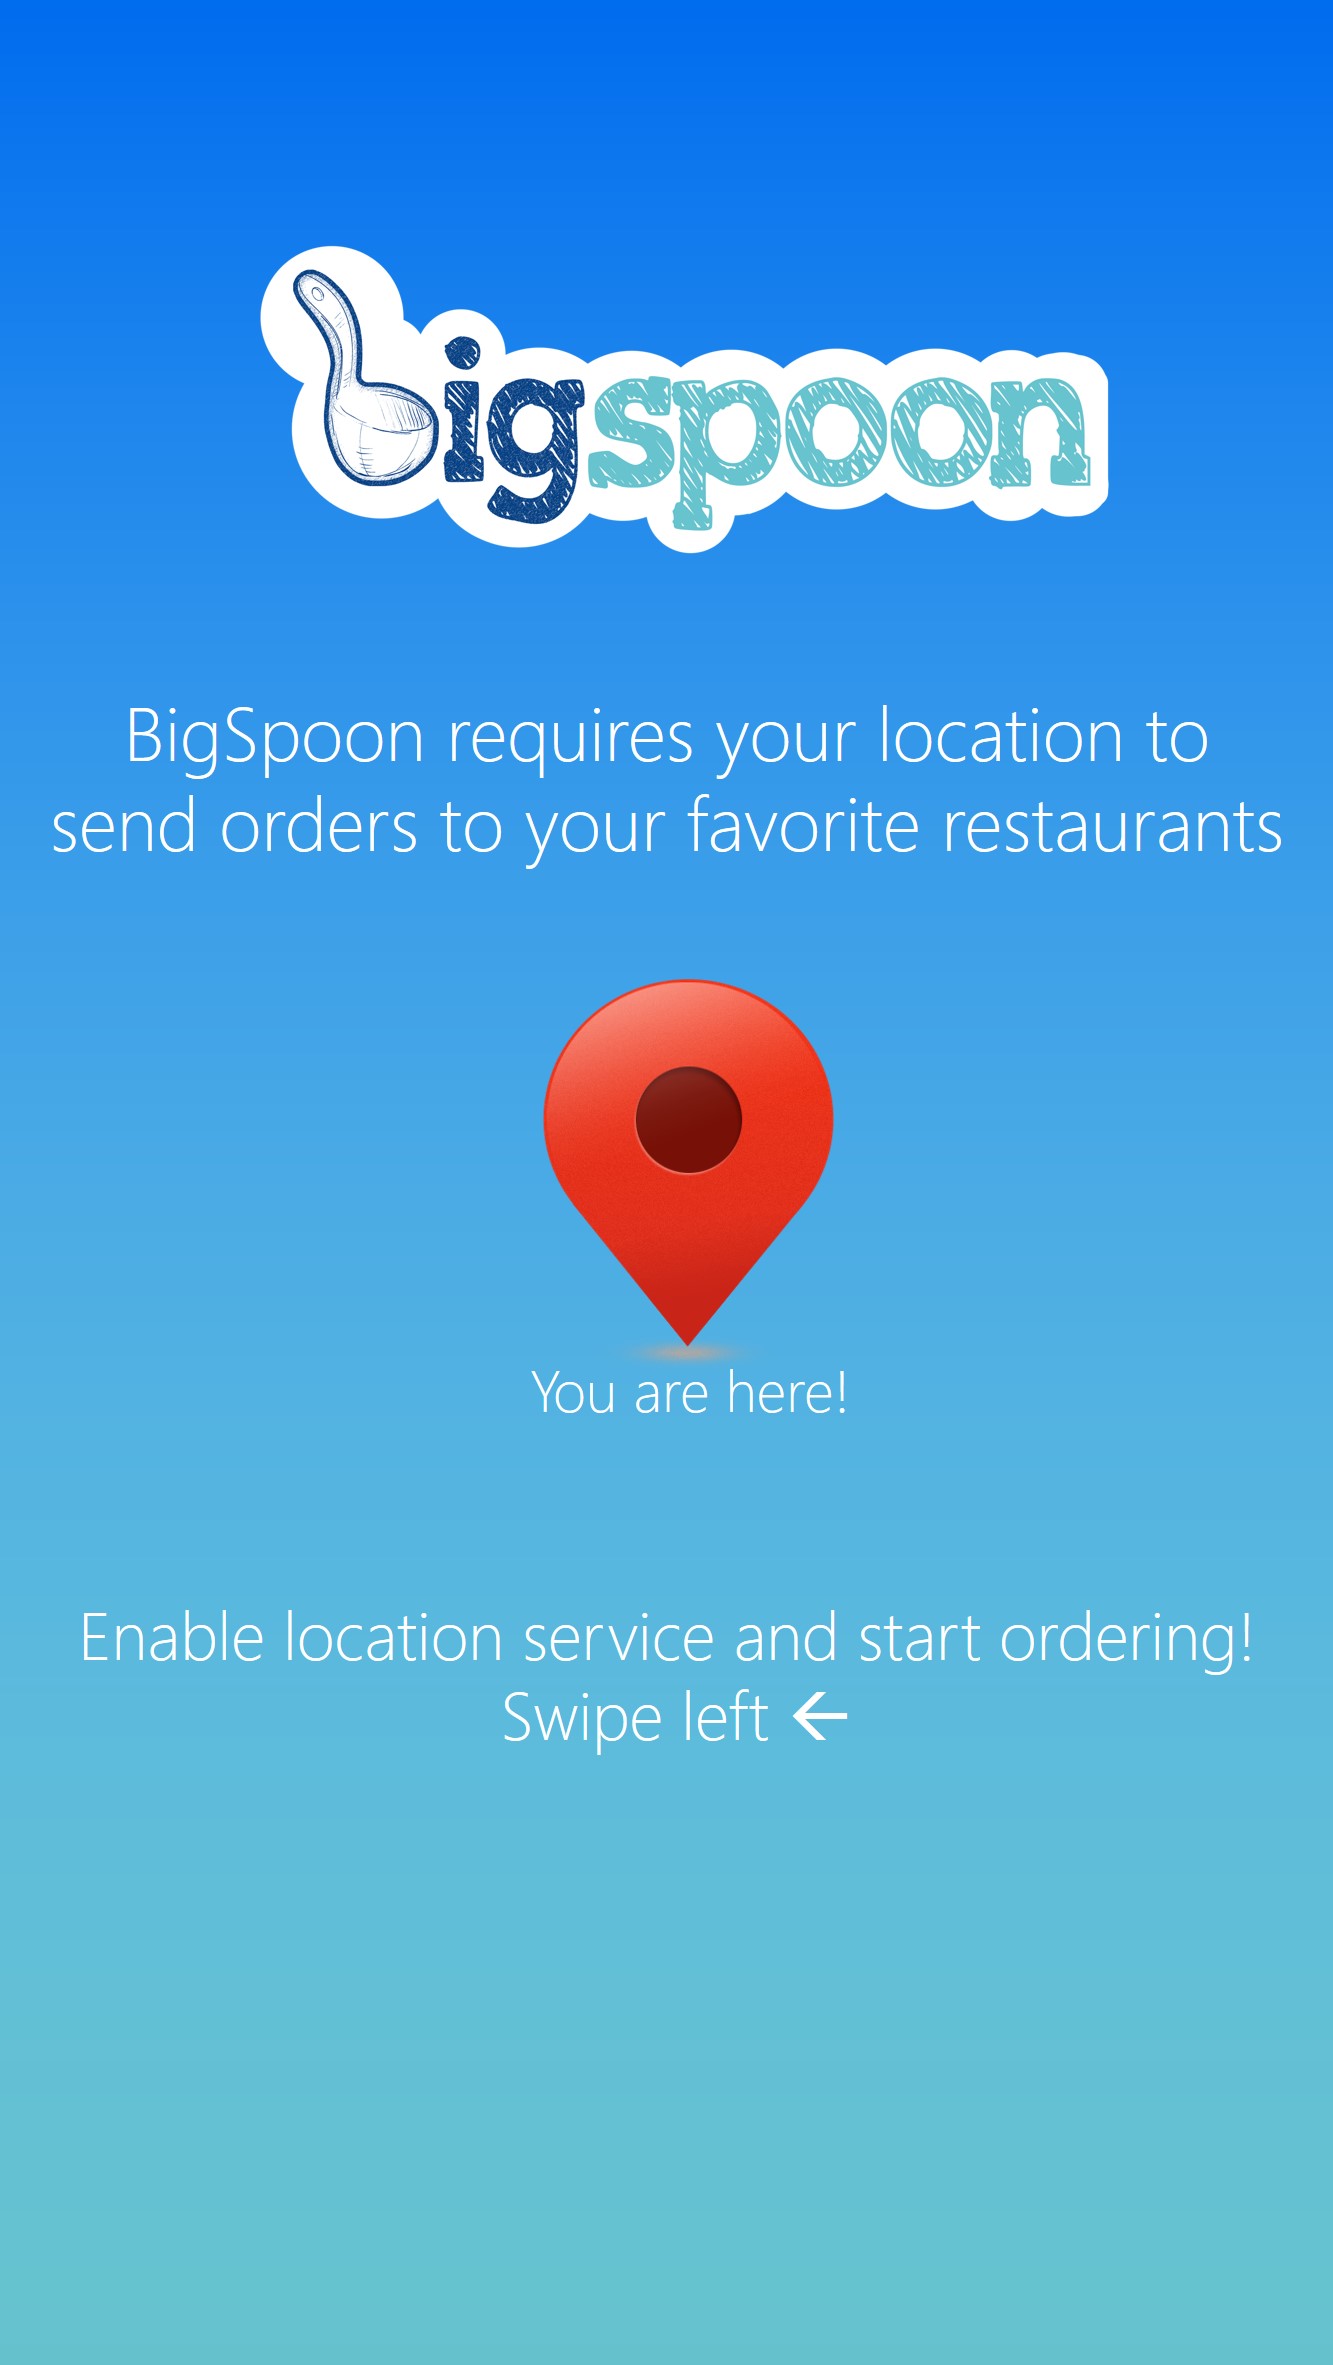 bigspoon
BigSpoon requires your location to
send orders to your favorite restaurants
You are here!
Enable location service and start ordering!
Swipe left ←